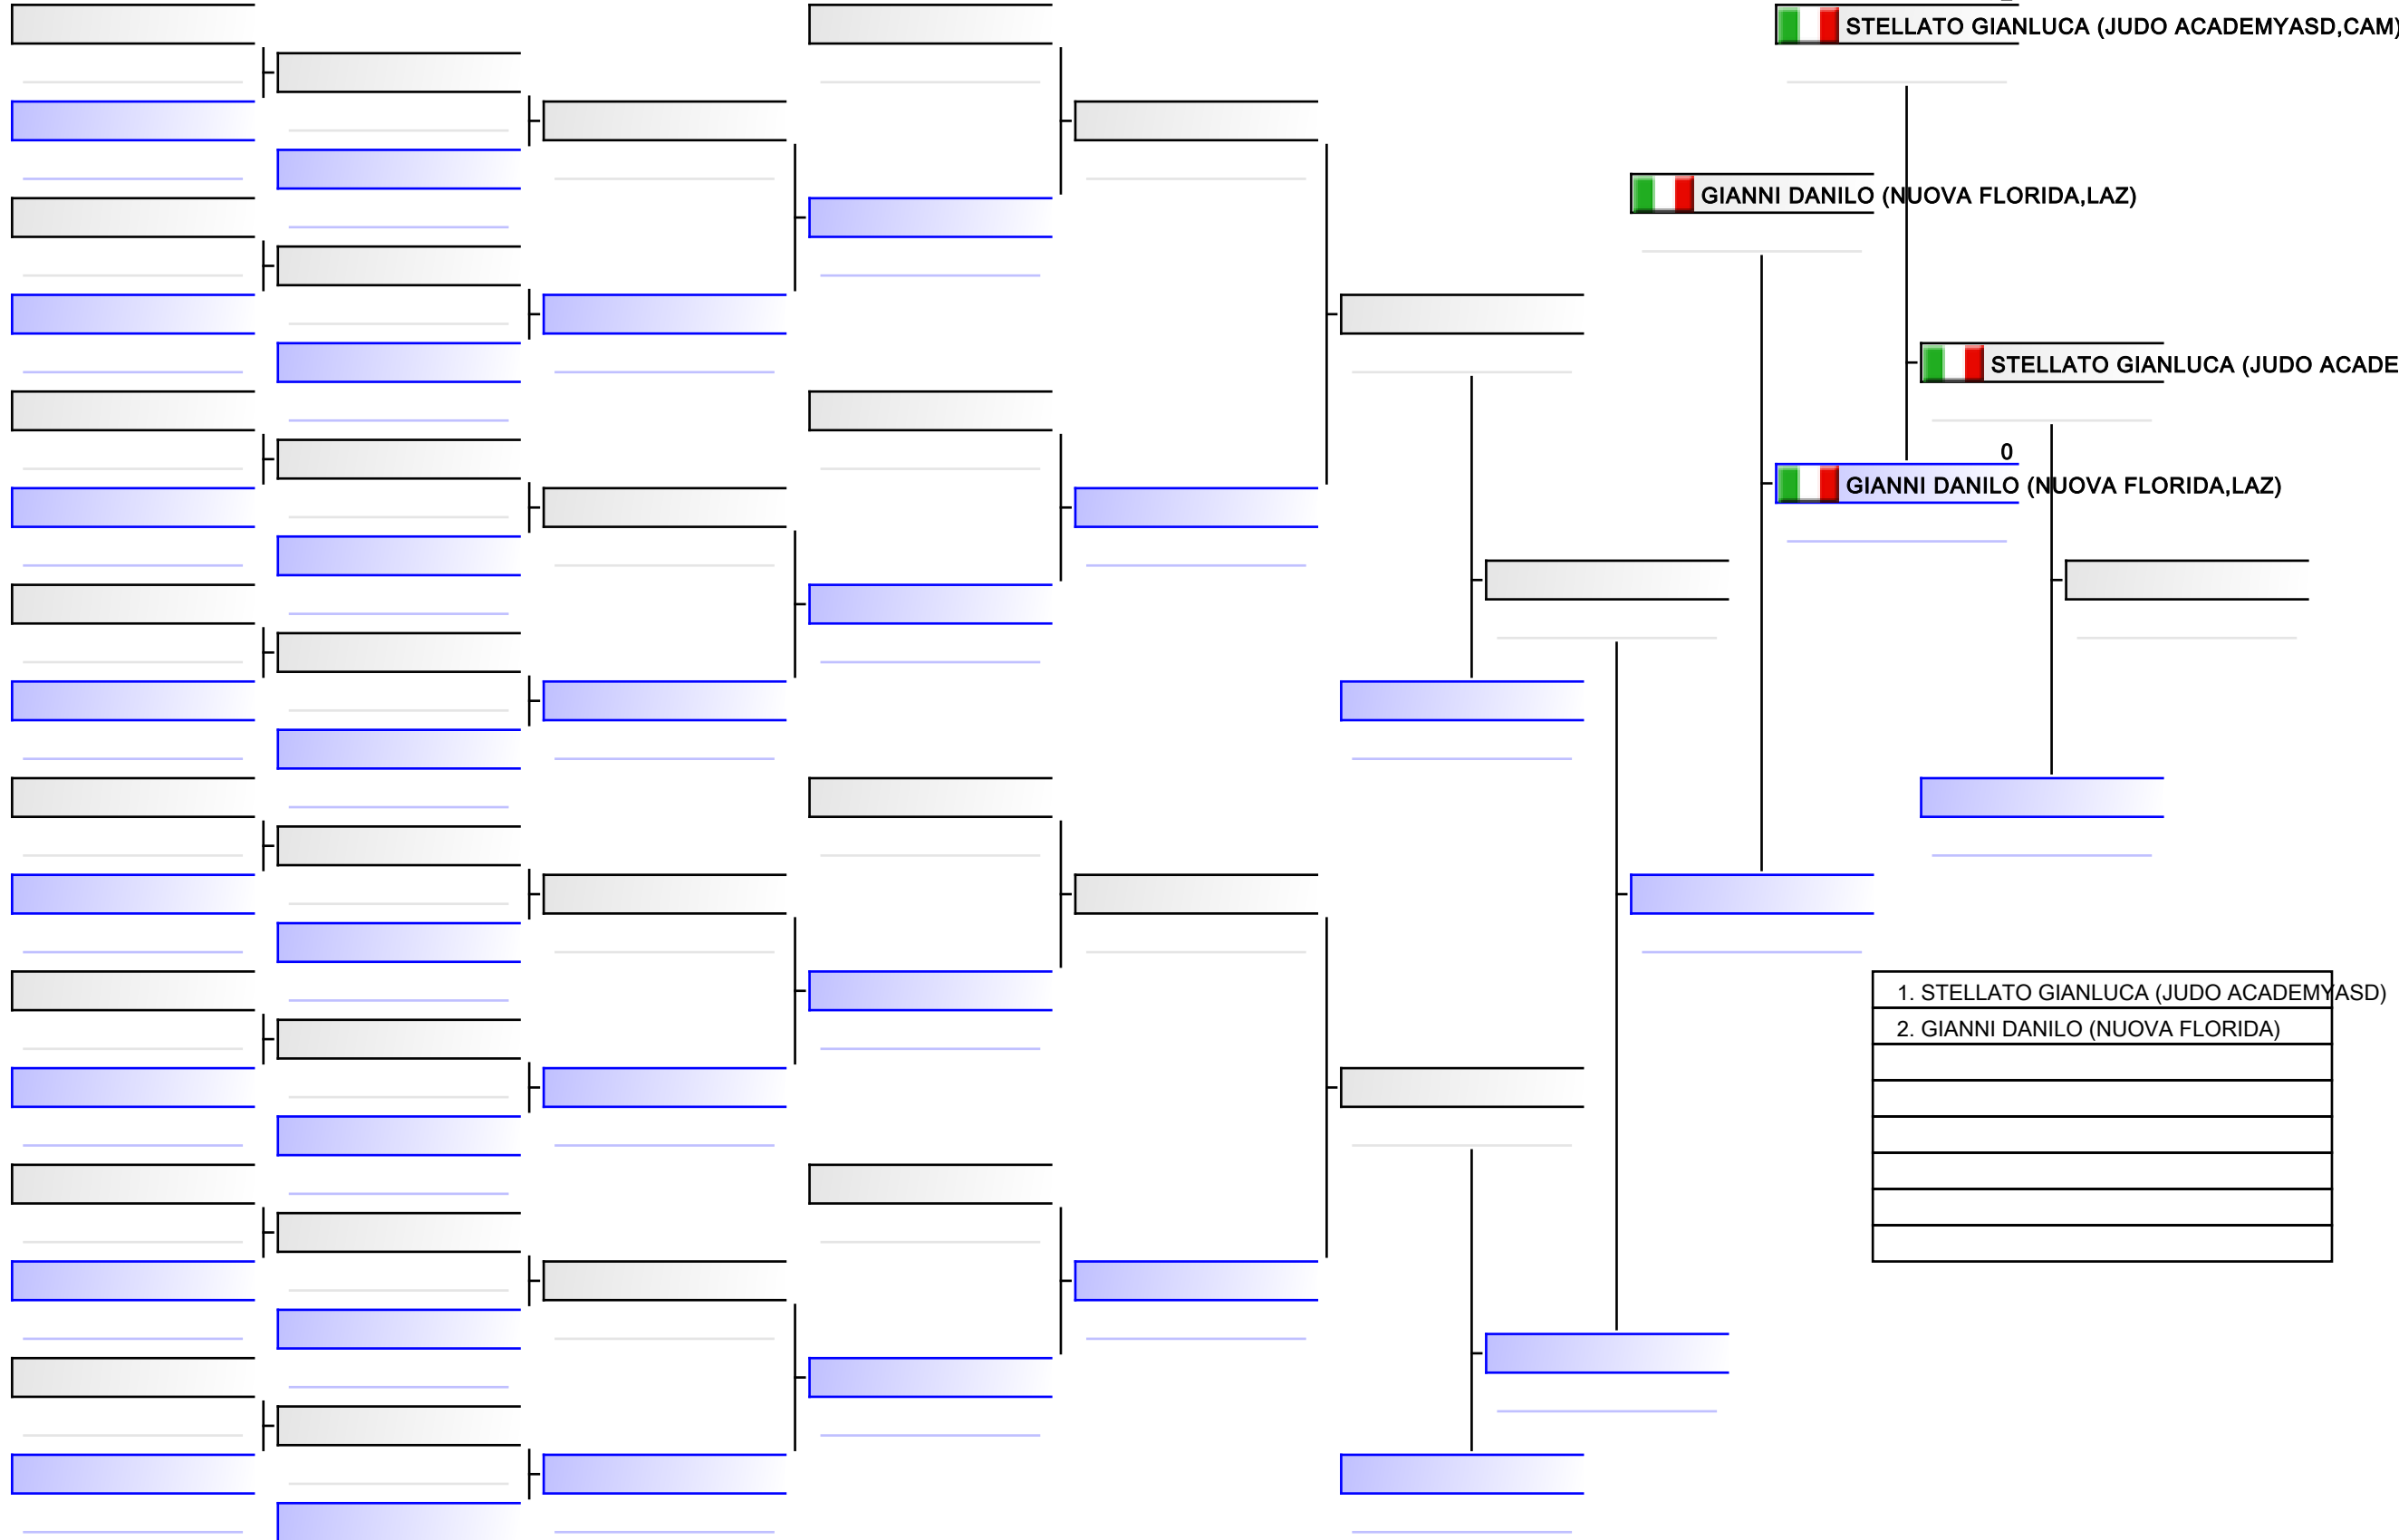 STELLATO GIANLUCA (JUDO ACADEMYASD,CAM)
GIANNI DANILO (NUOVA FLORIDA,LAZ)
STELLATO GIANLUCA (JUDO ACADE
0
GIANNI DANILO (NUOVA FLORIDA,LAZ)
1. STELLATO GIANLUCA (JUDO ACADEMYASD)
2. GIANNI DANILO (NUOVA FLORIDA)